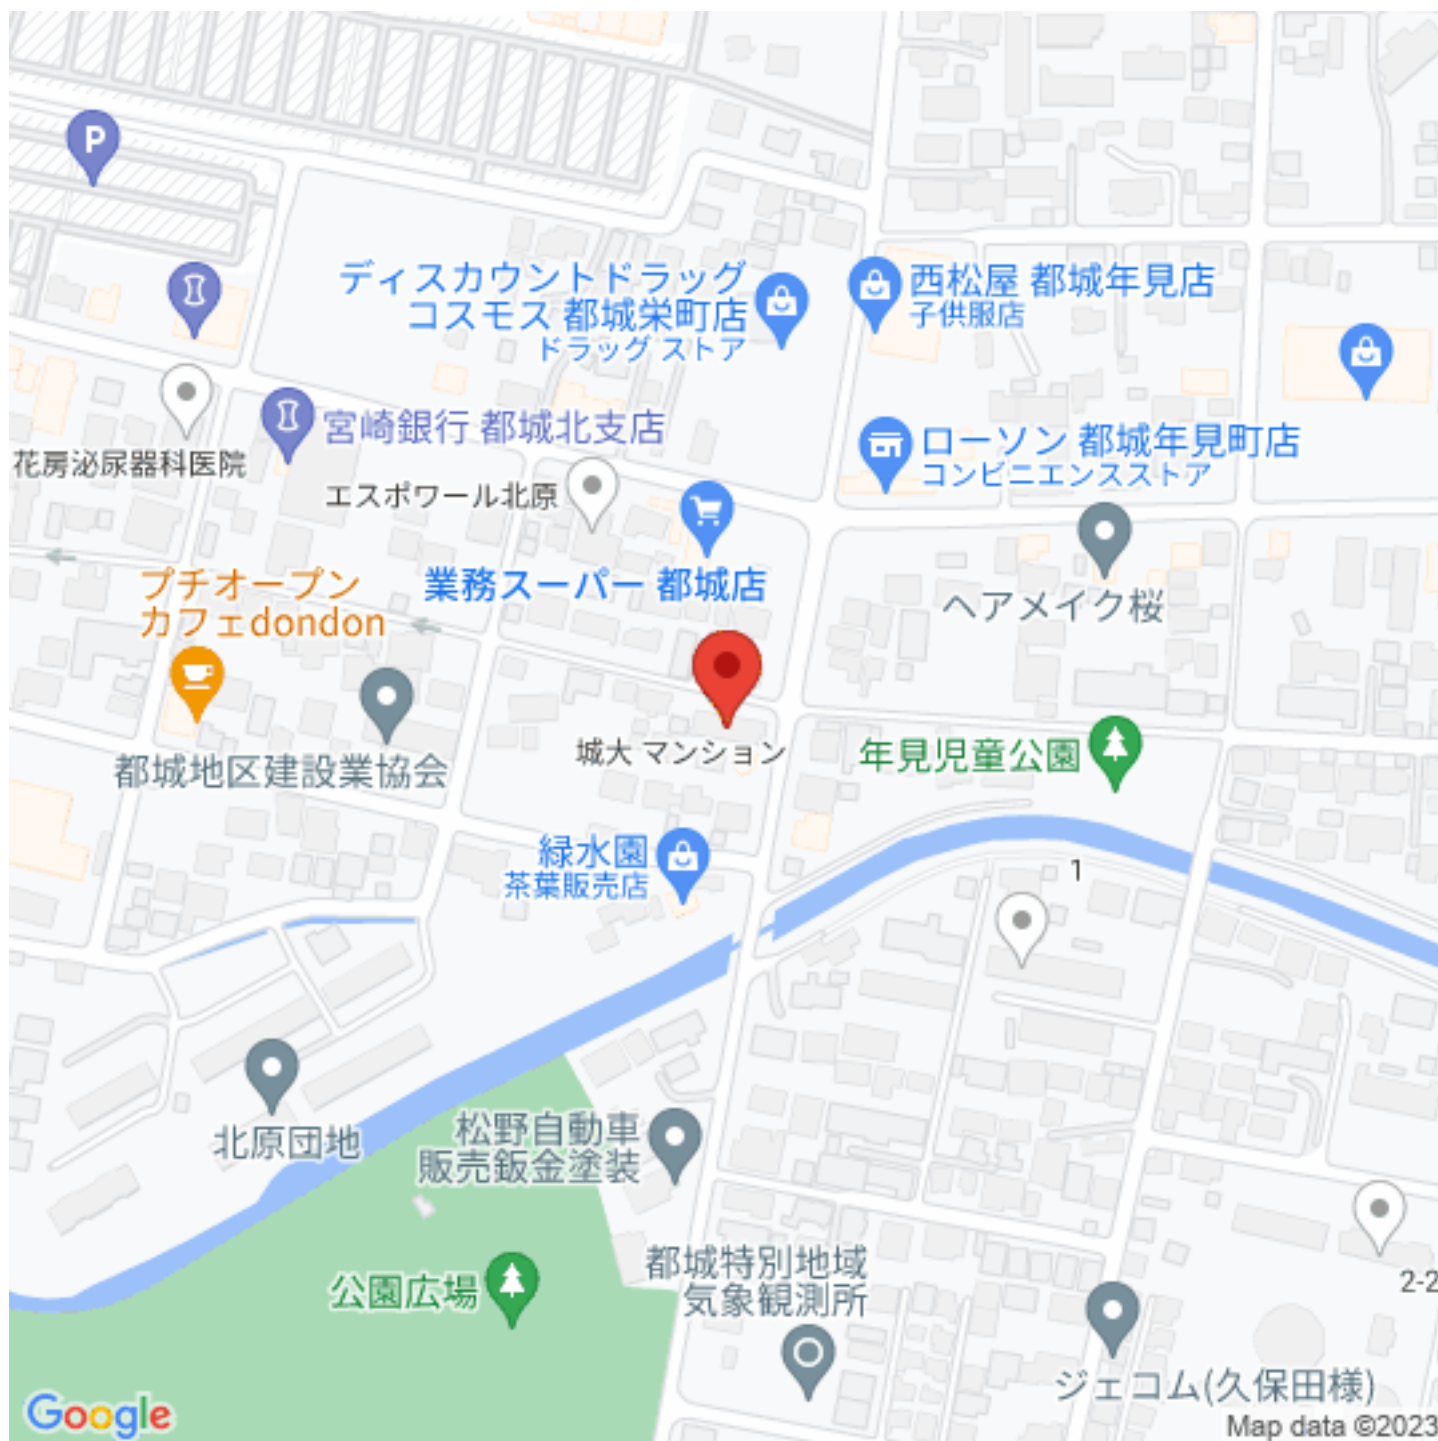 P
ディスカウントドラッグ
コスモス 都城栄町店
ドラッグ ストア
西松屋 都城年見店
子供服店
宮崎銀行 都城北支店
花房泌尿器科医院
ローソン 都城年見町店
コンビニエンスストア
エスポワール北原
業務スーパー 都城店
プチオープン
カフェdondon
ヘアメイク桜
都城地区建設業協会
城大 マンション
年見児童公園
緑水園
茶葉販売店
1
北原団地
松野自動車
販売鈑金塗装
都城特別地域
気象観測所
公園広場
2-2
ジェコム(久保田様)
Google
Map data ©2023